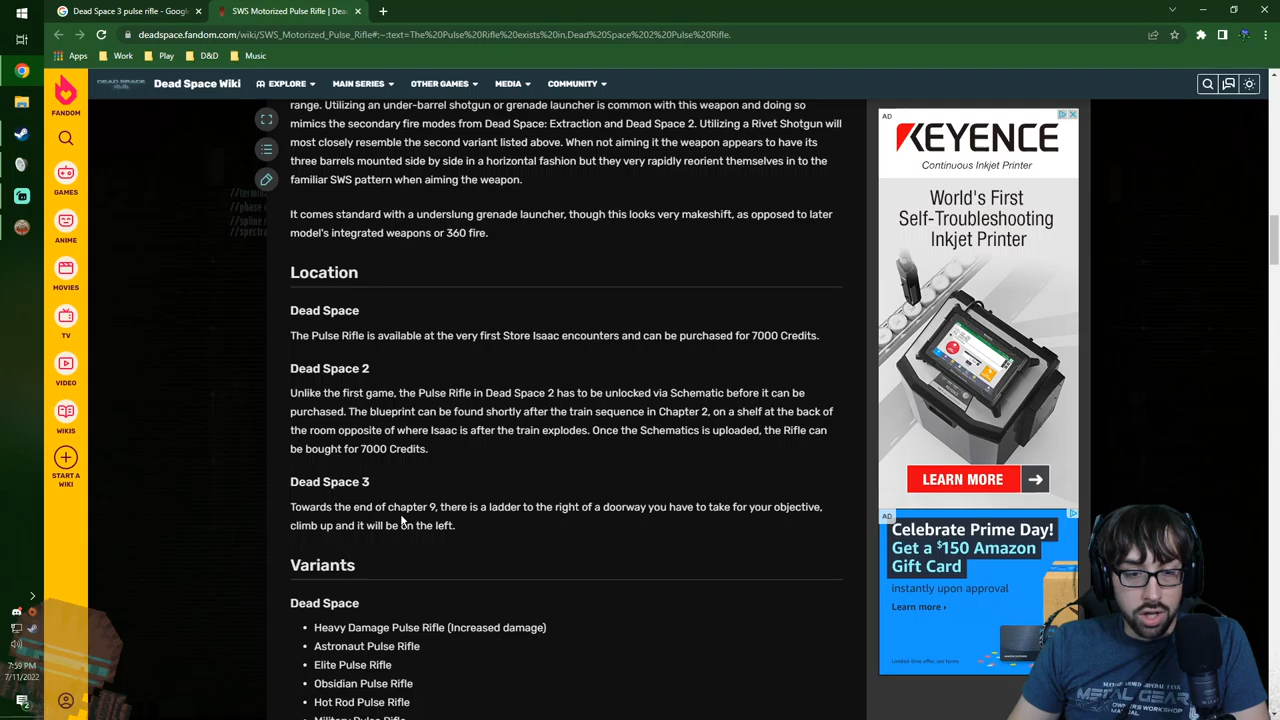 Dead Space 3 pulse rifle - Googl
SWS Motorized Pulse Rifle | Dea
deadspace.fandom.com/wiki/SWS_Motorized_Pulse_Rifle#:~:text=The%20Pulse%20Rifle%20exists%20in,Dead%20Space%202%20Pulse%20Rifle.
Apps
Work
Play
D&D
Music
FANDOM
GAMES
ANIME
MOVIES
TV
VIDEO
WIKIS
START A
WIKI
Dead Space Wiki
EXPLORE
MAIN SERIES
OTHER GAMES
MEDIA
COMMUNITY
range. Utilizing an under-barrel shotgun or grenade launcher is common with this weapon and doing so
mimics the secondary fire modes from Dead Space: Extraction and Dead Space 2. Utilizing a Rivet Shotgun will
most closely resemble the second variant listed above. When not aiming it the weapon appears to have its
three barrels mounted side by side in a horizontal fashion but they very rapidly reorient themselves in to the
familiar SWS pattern when aiming the weapon.
It comes standard with a underslung grenade launcher, though this looks very makeshift, as opposed to later
model's integrated weapons or 360 fire.
Location
Dead Space
The Pulse Rifle is available at the very first Store Isaac encounters and can be purchased for 7000 Credits.
Dead Space 2
Unlike the first game, the Pulse Rifle in Dead Space 2 has to be unlocked via Schematic before it can be
purchased. The blueprint can be found shortly after the train sequence in Chapter 2, on a shelf at the back of
the room opposite of where Isaac is after the train explodes. Once the Schematics is uploaded, the Rifle can
be bought for 7000 Credits.
Dead Space 3
Towards the end of chapter 9, there is a ladder to the right of a doorway you have to take for your objective,
climb up and it will be on the left.
Variants
Dead Space
Heavy Damage Pulse Rifle (Increased damage)
Astronaut Pulse Rifle
Elite Pulse Rifle
Obsidian Pulse Rifle
Hot Rod Pulse Rifle
Military Pulse Rifle
AD
KEYENCE
Continuous Inkjet Printer
World's First
Self-Troubleshooting
Inkjet Printer
LEARN MORE
AD
Celebrate Prime Day!
Get a $150 Amazon
Gift Card
instantly upon approval
Learn more
Limited-time offer, see terms
7:59 PM
7/11/2022
METAL GEAR